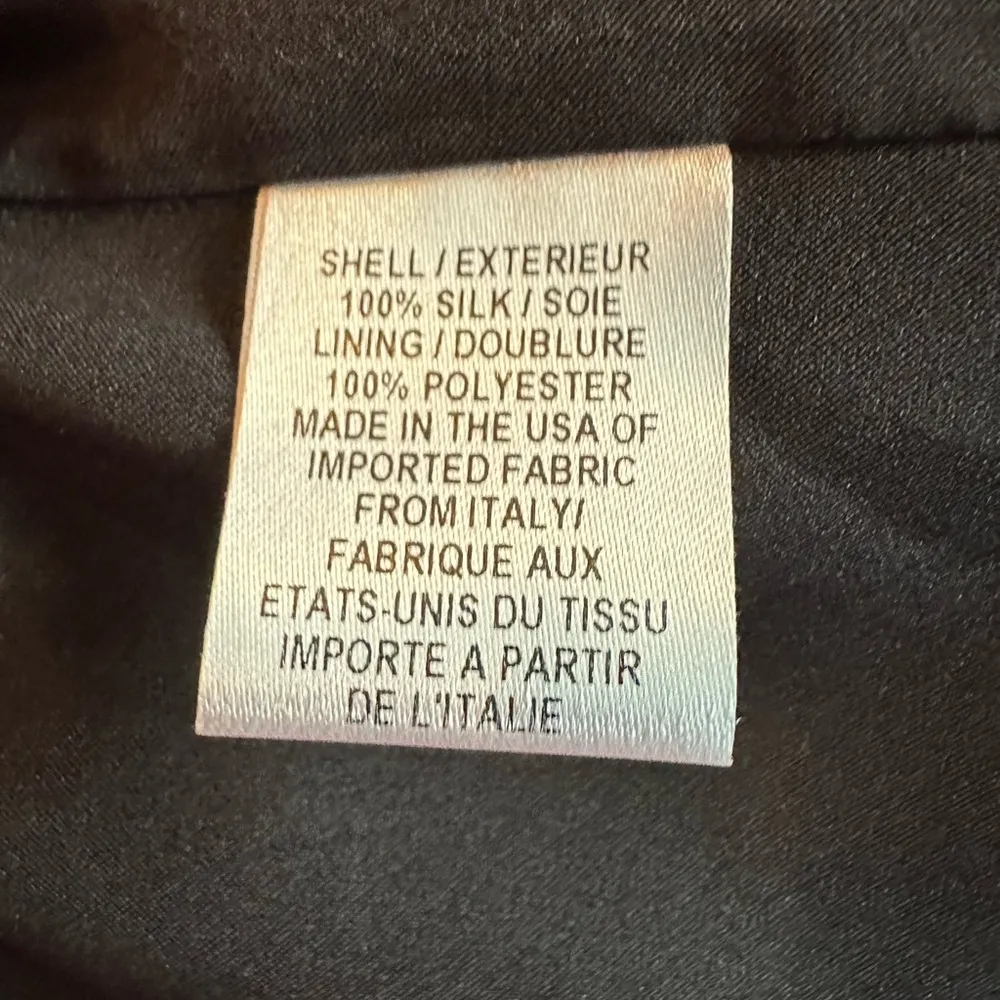 SHELL / EXTERIEUR
100% SILK / SOIE
LINING / DOUBLURE
100% POLYESTER
MADE IN THE USA OF
IMPORTED FABRIC
FROM ITALY/
FABRIQUE AUX
ETATS-UNIS DU TISSU
IMPORTE A PARTIR
DE L'ITALIE